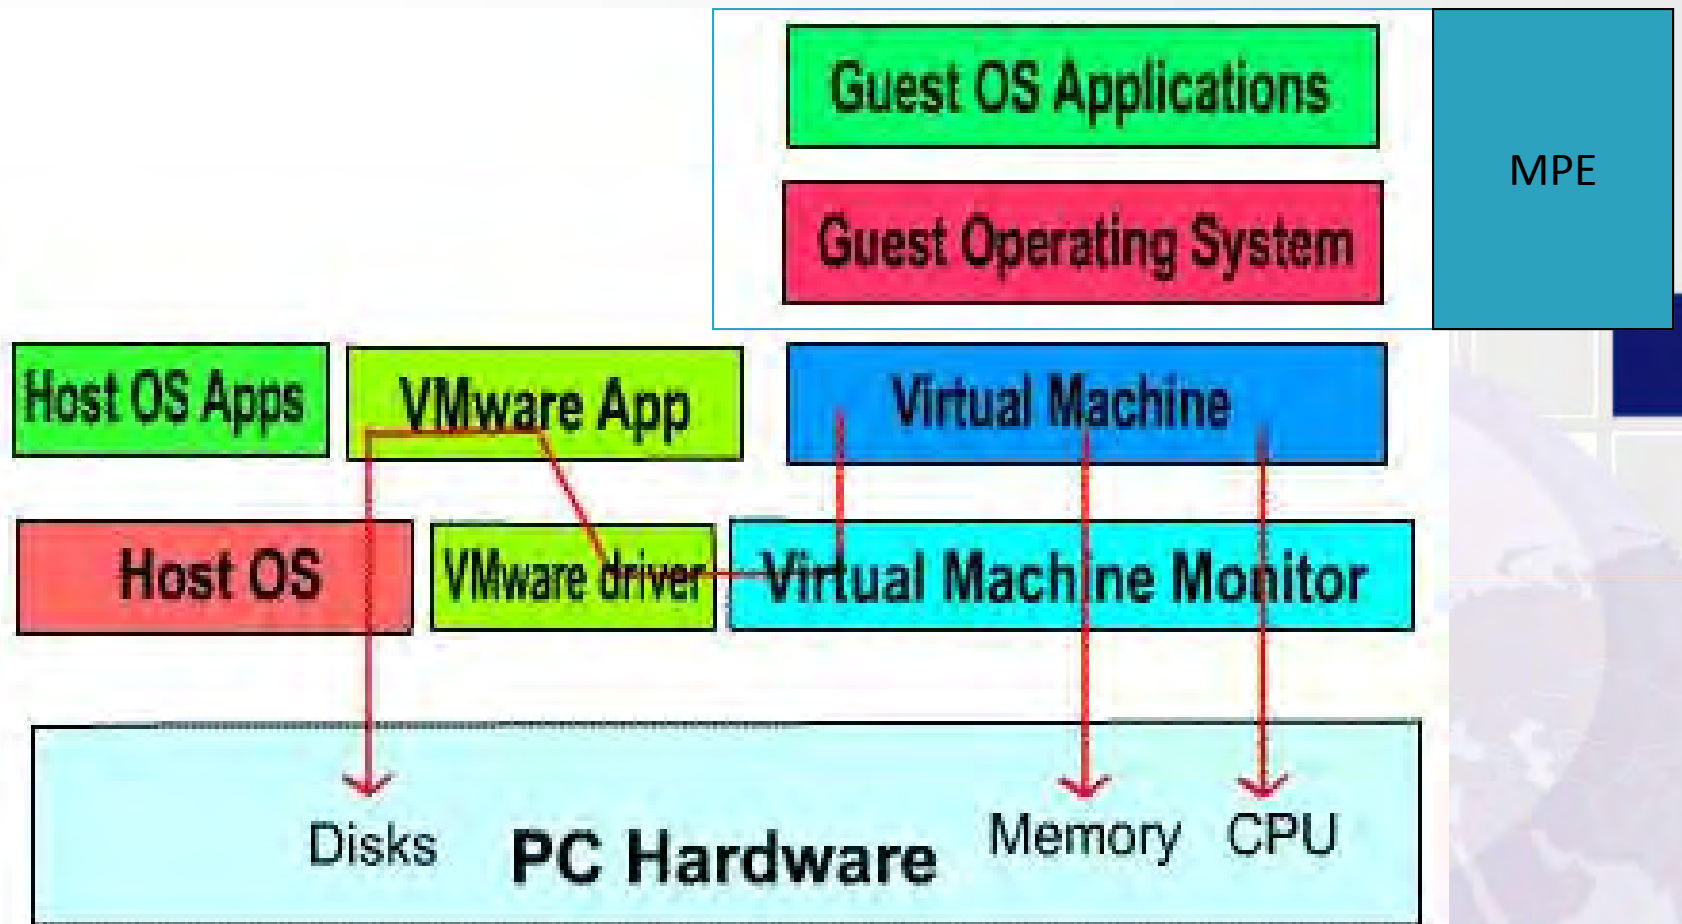 Guest OS Applications
MPE
Guest Operating System
Host OS Apps
VMware App
Virtual Machine
Host OS
VMware driver
Virtual Machine Monitor
Disks
PC Hardware
Memory
CPU